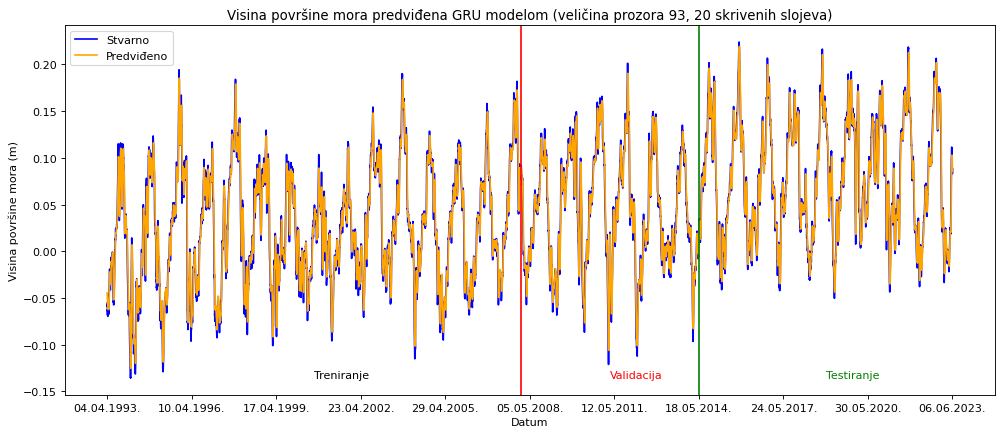 Visina površine mora predviđena GRU modelom (veličina prozora 93, 20 skrivenih slojeva)
Stvarno
Predviđeno
Visina površine mora (m)
0.20
0.15
0.10
0.05
0.00
−0.05
−0.10
−0.15
Treniranje
Validacija
Testiranje
04.04.1993.
10.04.1996.
17.04.1999.
23.04.2002.
29.04.2005.
05.05.2008.
12.05.2011.
18.05.2014.
24.05.2017.
30.05.2020.
06.06.2023.
Datum